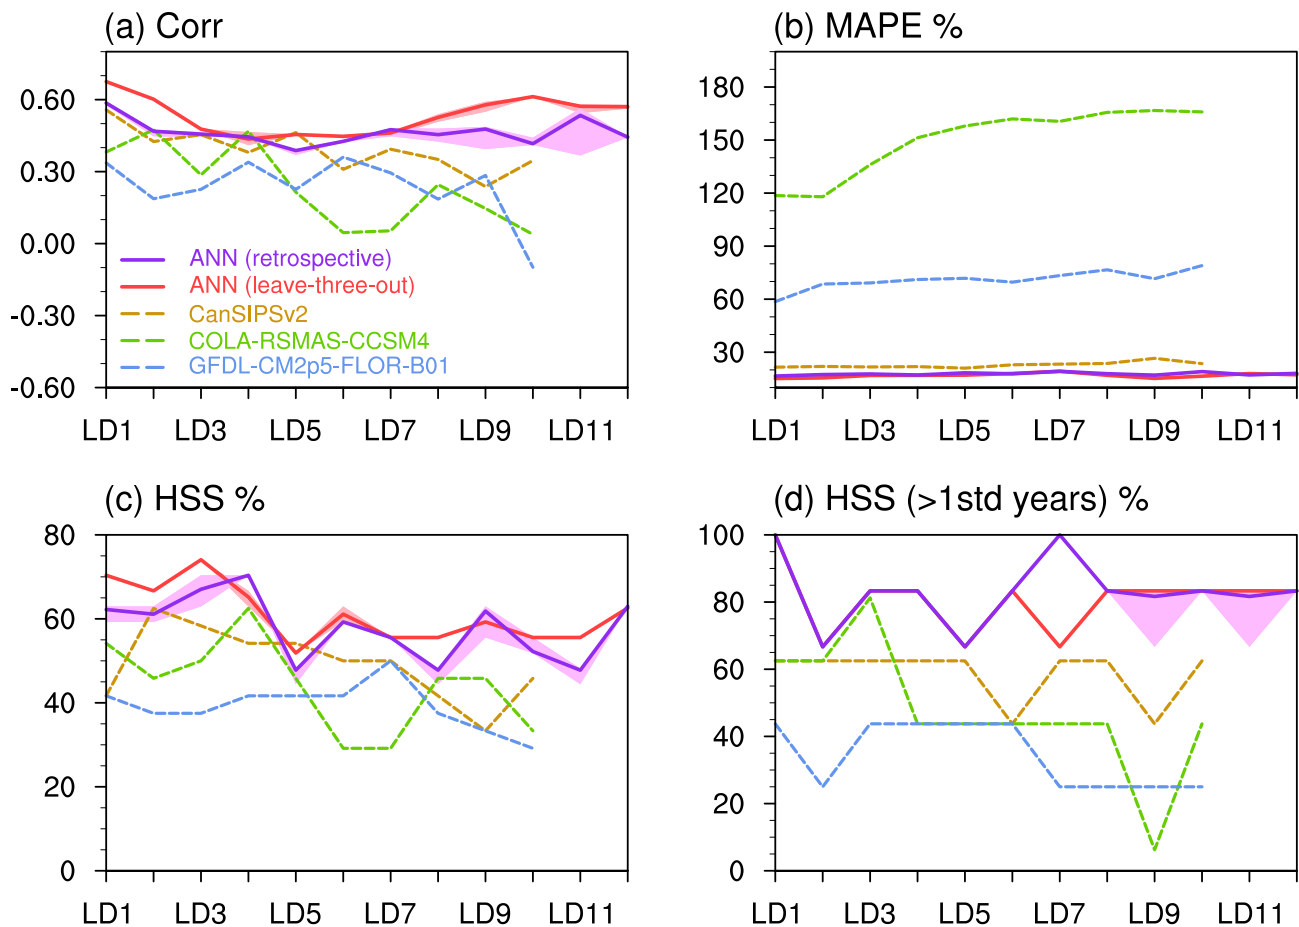 (a) Corr
0.60
0.30
0.00
-0.30
-0.60
ANN (retrospective)
ANN (leave-three-out)
CanSIPSv2
COLA-RSMAS-CCSM4
GFDL-CM2p5-FLOR-B01
LD1 LD3 LD5 LD7 LD9 LD11
(b) MAPE %
180
150
120
90
60
30
LD1 LD3 LD5 LD7 LD9 LD11
(c) HSS %
80
60
40
20
0
LD1 LD3 LD5 LD7 LD9 LD11
(d) HSS (>1std years) %
100
80
60
40
20
0
LD1 LD3 LD5 LD7 LD9 LD11